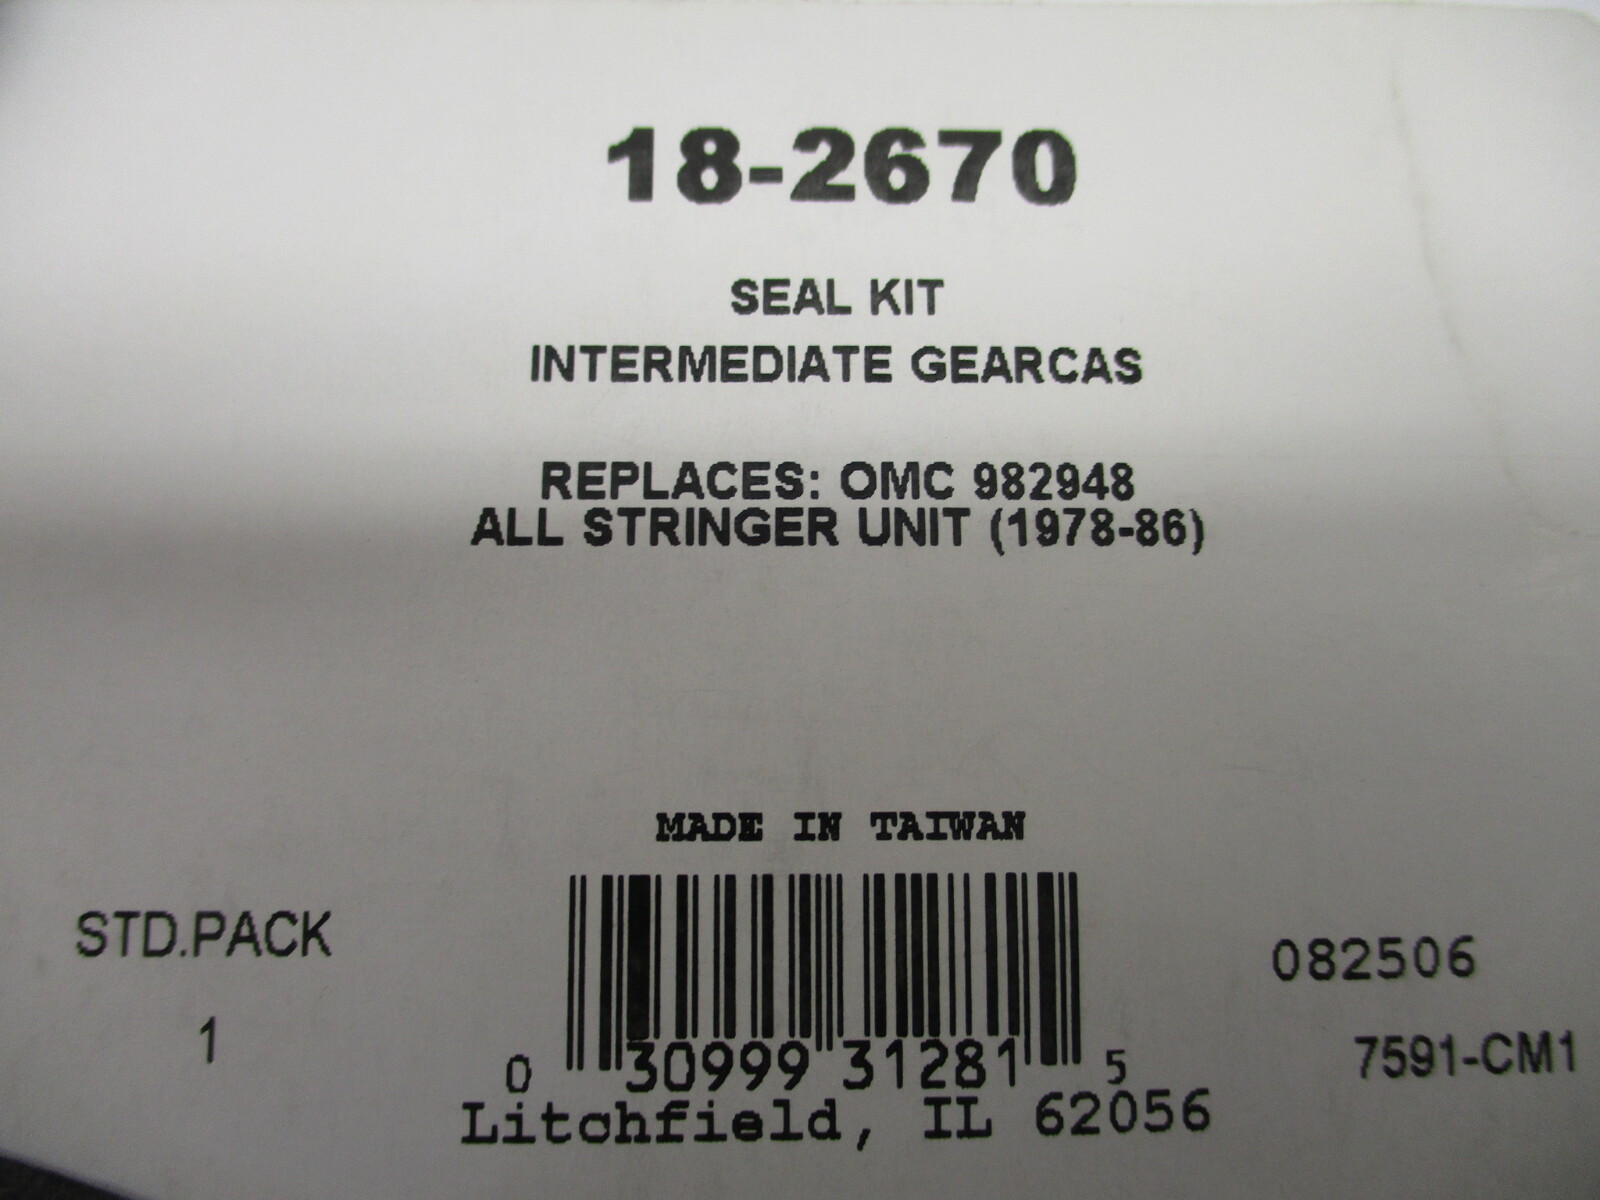 18-2670
SEAL KIT
INTERMEDIATE GEARCAS
REPLACES: OMC 982948
ALL STRINGER UNIT (1978-86)
MADE IN TAIWAN
STD.PACK
1
082506
7591-CM1
0 30999 31281 5
Litchfield, IL 62056